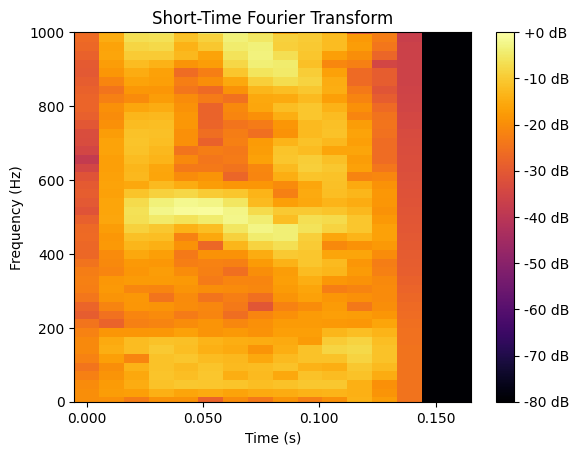 Short-Time Fourier Transform
1000
800
600
400
200
0
Frequency (Hz)
0.000
0.050
0.100
0.150
Time (s)
+0 dB
-10 dB
-20 dB
-30 dB
-40 dB
-50 dB
-60 dB
-70 dB
-80 dB